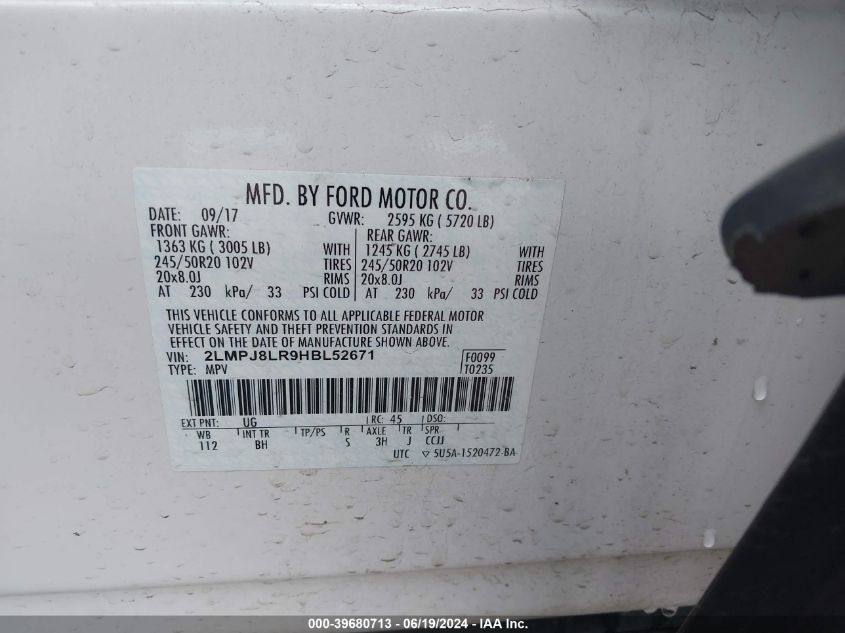 MFD. BY FORD MOTOR CO.
DATE: 09/17 GVWR: 2595 KG ( 5720 LB)
FRONT GAWR: REAR GAWR:
1363 KG ( 3005 LB) WITH 1245 KG ( 2745 LB) WITH
245/50R20 102V TIRES 245/50R20 102V TIRES
20x8.0J RIMS 20x8.0J RIMS
AT 230 kPa/ 33 PSI COLD AT 230 kPa/ 33 PSI COLD
THIS VEHICLE CONFORMS TO ALL APPLICABLE FEDERAL MOTOR
VEHICLE SAFETY AND THEFT PREVENTION STANDARDS IN
EFFECT ON THE DATE OF MANUFACTURE SHOWN ABOVE.
VIN: 2LMPJ8LR9HBL52671 F0099
TYPE: MPV T0235
EXT PNT: UG RC: 45 DSO:
WB INT TR TP/PS R AXLE TR SPR
112 BH S 3H J CCJJ
UTC ▽ 5U5A-1520472-BA
000-39680713 - 06/19/2024 - IAA Inc.